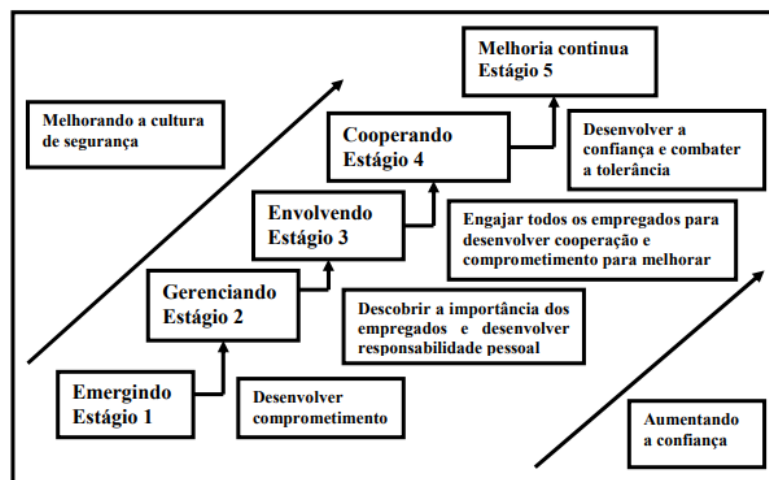 Melhoria continua
Estágio 5
Melhorando a cultura
de segurança
Cooperando
Estágio 4
Desenvolver a
confiança e combater
a tolerância
Envolvendo
Estágio 3
Engajar todos os empregados para
desenvolver cooperação e
comprometimento para melhorar
Gerenciando
Estágio 2
Descobrir a importância dos
empregados e desenvolver
responsabilidade pessoal
Emergindo
Estágio 1
Desenvolver
comprometimento
Aumentando
a confiança